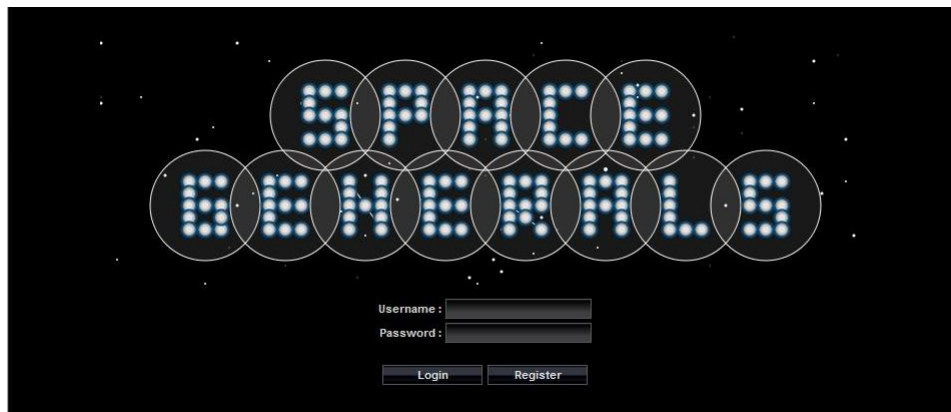 SPACE
GENERALS
Username :
Password :
Login Register